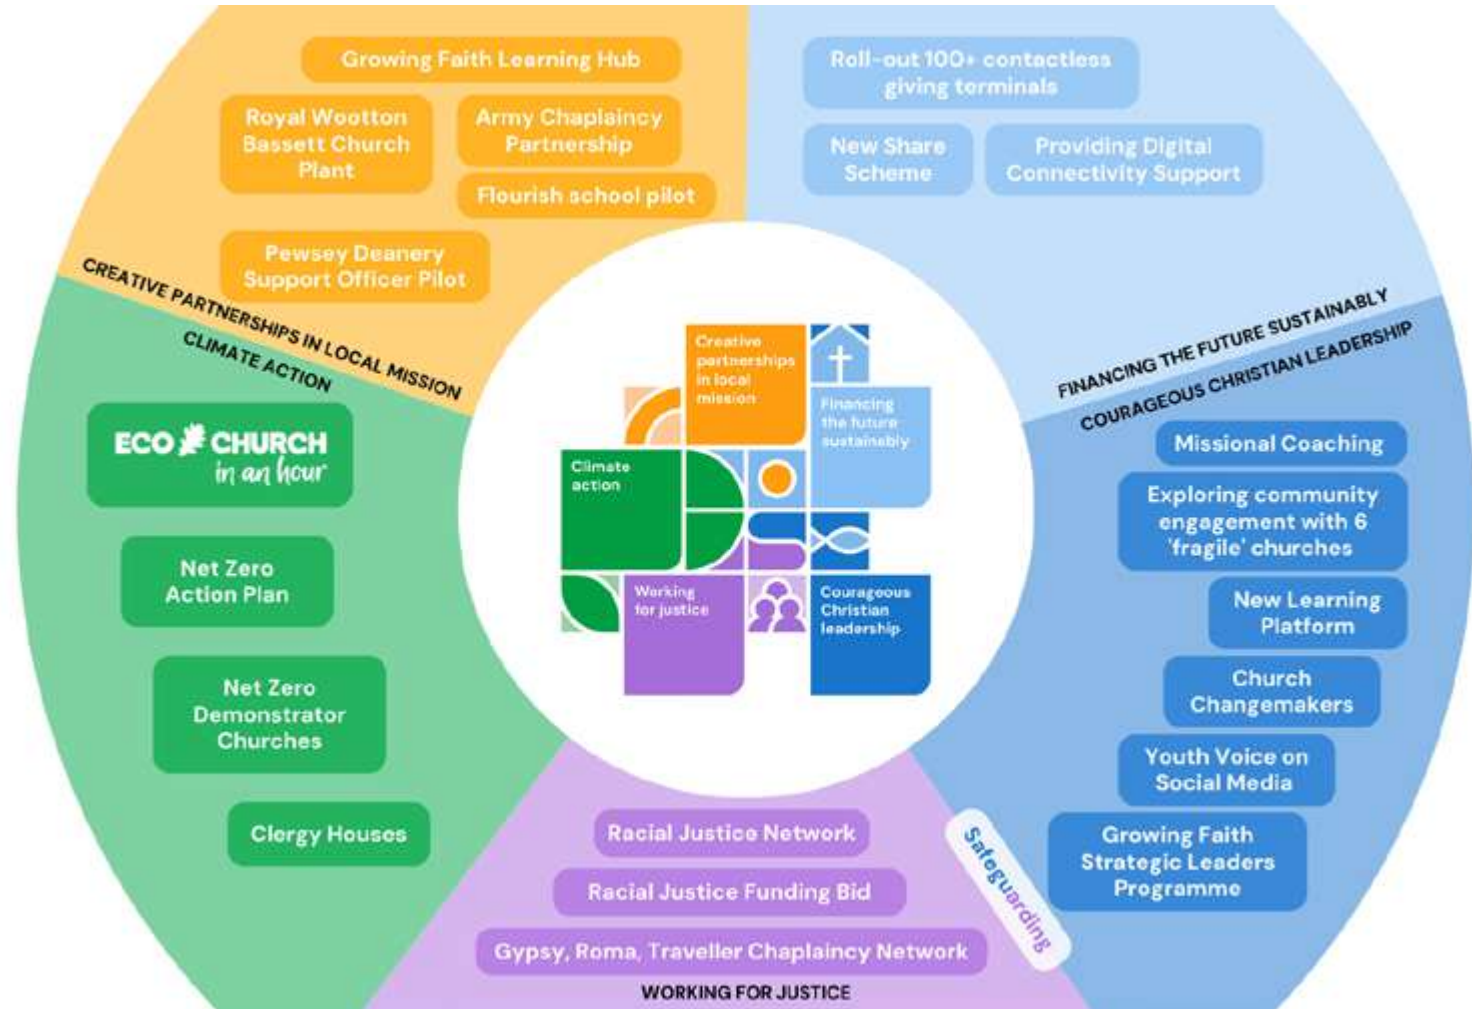 Growing Faith Learning Hub
Royal Wootton
Bassett Church
Plant
Army Chaplaincy
Partnership
Flourish school pilot
Pewsey Deanery
Support Officer Pilot
CREATIVE PARTNERSHIPS IN LOCAL MISSION
Roll-out 100+ contactless
giving terminals
New Share
Scheme
Providing Digital
Connectivity Support
FINANCING THE FUTURE SUSTAINABLY
CLIMATE ACTION
ECO CHURCH
in an hour
Net Zero
Action Plan
Net Zero
Demonstrator
Churches
Clergy Houses
Creative
partnerships
in local
mission
Financing
the future
sustainably
Climate
action
Working
for justice
Courageous
Christian
leadership
COURAGEOUS CHRISTIAN LEADERSHIP
Missional Coaching
Exploring community
engagement with 6
'fragile' churches
New Learning
Platform
Church
Changemakers
Youth Voice on
Social Media
Growing Faith
Strategic Leaders
Programme
Safeguarding
Racial Justice Network
Racial Justice Funding Bid
Gypsy, Roma, Traveller Chaplaincy Network
WORKING FOR JUSTICE